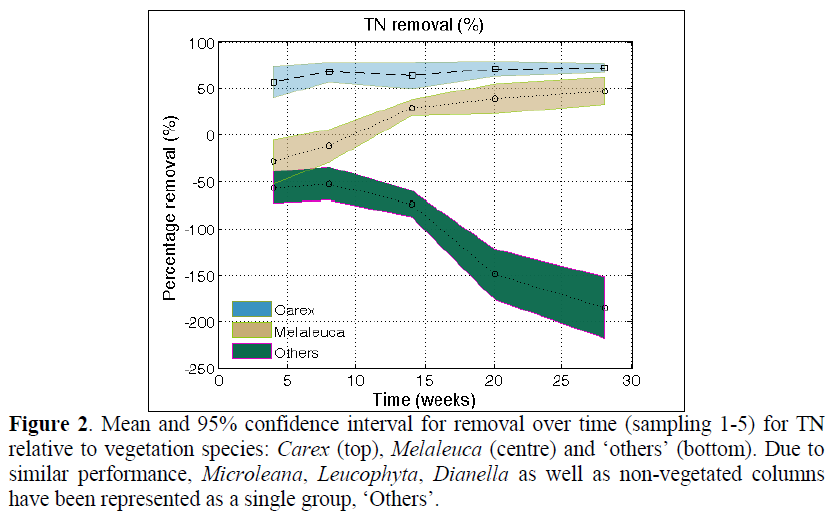 TN removal (%)
Percentage removal (%)
100
50
0
-50
-100
-150
-200
-250
Carex
Melaleuca
Others
0 5 10 15 20 25 30
Time (weeks)
Figure 2. Mean and 95% confidence interval for removal over time (sampling 1-5) for TN
relative to vegetation species: Carex (top), Melaleuca (centre) and ‘others’ (bottom). Due to
similar performance, Microleana, Leucophyta, Dianella as well as non-vegetated columns
have been represented as a single group, ‘Others’.